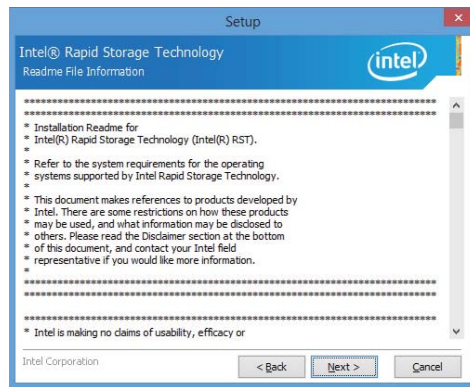 Setup
Intel® Rapid Storage Technology
Readme File Information
intel
************************************************************************
************************************************************************
* Installation Readme for
* Intel(R) Rapid Storage Technology (Intel(R) RST).
*
* Refer to the system requirements for the operating
* systems supported by Intel Rapid Storage Technology.
*
* This document makes references to products developed by
* Intel. There are some restrictions on how these products
* may be used, and what information may be disclosed to
* others. Please read the Disclaimer section at the bottom
* of this document, and contact your Intel field
* representative if you would like more information.
*
************************************************************************
************************************************************************
************************************************************************
* Intel is making no claims of usability, efficacy or
Intel Corporation
< Back Next > Cancel